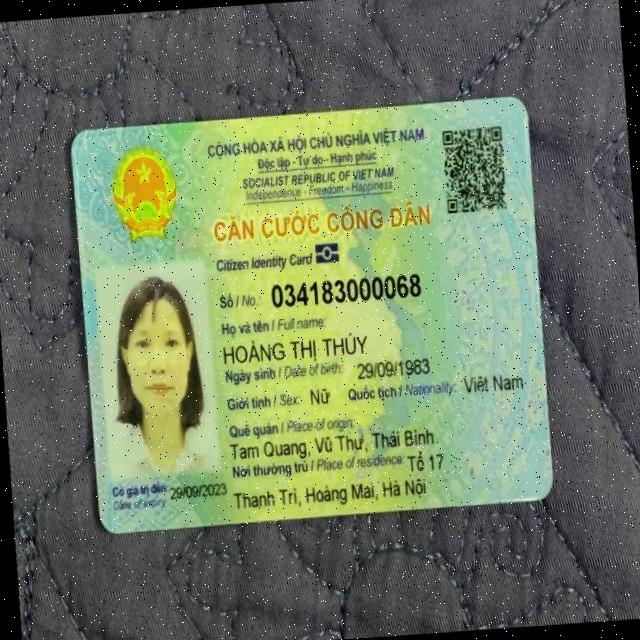 CỘNG HÒA XÃ HỘI CHỦ NGHĨA VIỆT NAM
Độc lập - Tự do - Hạnh phúc
SOCIALIST REPUBLIC OF VIET NAM
Independence - Freedom - Happiness
CĂN CƯỚC CÔNG DÂN
Citizen Identity Card
Số / No.: 034183000068
Họ và tên / Full name:
HOÀNG THỊ THÚY
Ngày sinh / Date of birth: 29/09/1983
Giới tính / Sex: Nữ Quốc tịch / Nationality: Việt Nam
Quê quán / Place of origin:
Tam Quang, Vũ Thư, Thái Bình
Nơi thường trú / Place of residence: Tổ 17
Thanh Trì, Hoàng Mai, Hà Nội
Có giá trị đến: 29/09/2023
Date of expiry